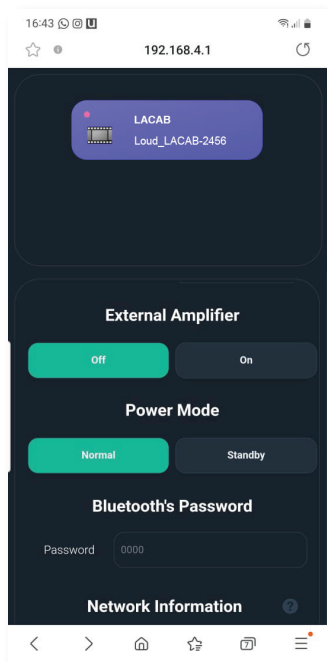 16:43
192.168.4.1
LACAB
Loud_LACAB-2456
External Amplifier
Off On
Power Mode
Normal Standby
Bluetooth's Password
Password 0000
Network Information ?
7